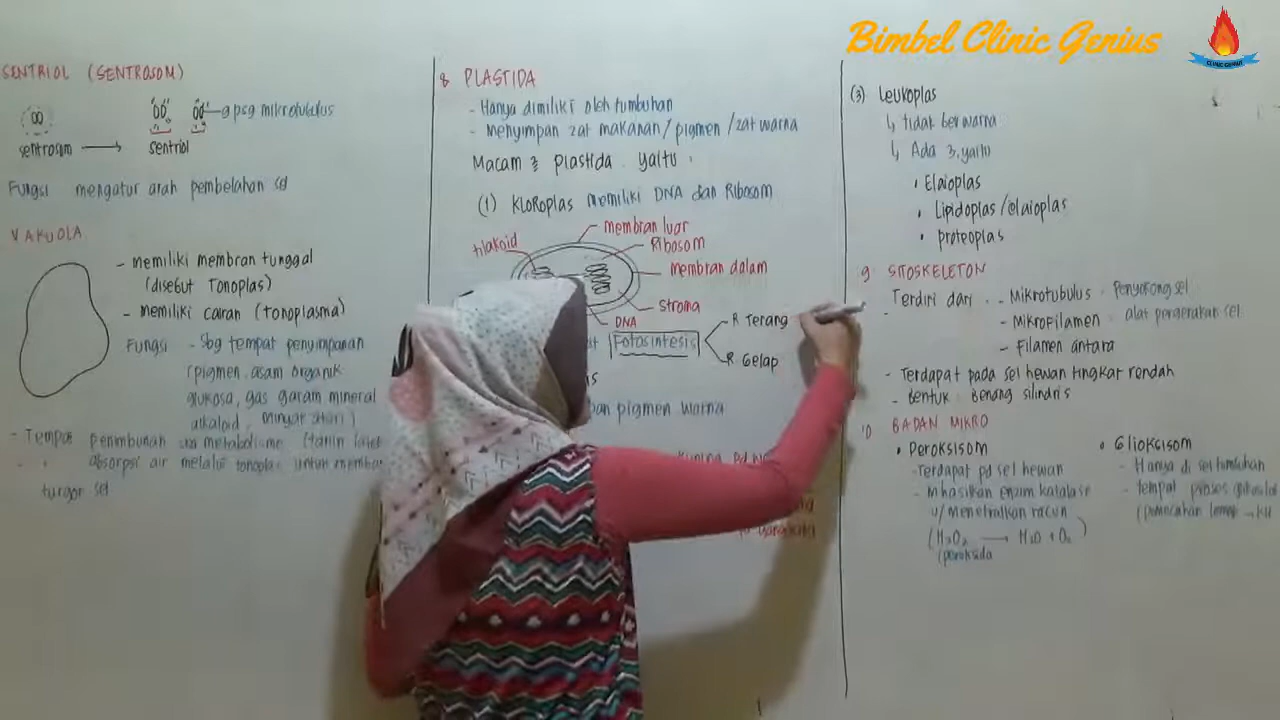 Bimbel Clinic Genius
CLINIC GENIUS
SENTRIOL (SENTROSOM)
9 psg mikrotubulus
sentrosom → sentriol
Fungsi mengatur arah pembelahan sel
VAKUOLA
- memiliki membran tunggal
(disebut Tonoplas)
- memiliki cairan (tonoplasma)
Fungsi - Sbg tempat penyimpanan
(pigmen, asam organik
glukosa, gas garam mineral
alkaloid, minyak atsiri)
- Tempat penimbunan sisa metabolisme (tanin
- " absorpsi air melalui tonoplas untuk
turgor sel
8 PLASTIDA
- Hanya dimiliki oleh tumbuhan
- menyimpan zat makanan/pigmen/zat warna
Macam 2 plastida yaitu :
(1) KLOROPLAS memiliki DNA dan Ribosom
membran luar
tilakoid
Ribosom
membran dalam
Stroma
DNA
Fotosintesis
R Terang
R Gelap
pigmen warna
(3) Leukoplas
↳ tidak berwarna
↳ Ada 3, yaitu
• Elaioplas
• Lipidoplas/elaioplas
• proteoplas
9 SITOSKELETON
Terdiri dari : - Mikrotubulus : Penyokong sel
- Mikrofilamen : alat pergerakan sel
- Filamen antara
- Terdapat pada sel hewan tingkat rendah
- Bentuk : Benang silindris
10 BADAN MIKRO
• Peroksisom
- Terdapat pd sel hewan
- mhasilkan enzim katalase
u/ menetralkan racun
(H₂O₂ → H₂O + O₂)
(peroksida
• Glioksisom
- Hanya di sel tumbuhan
- tempat proses
(pemecahan lemak →